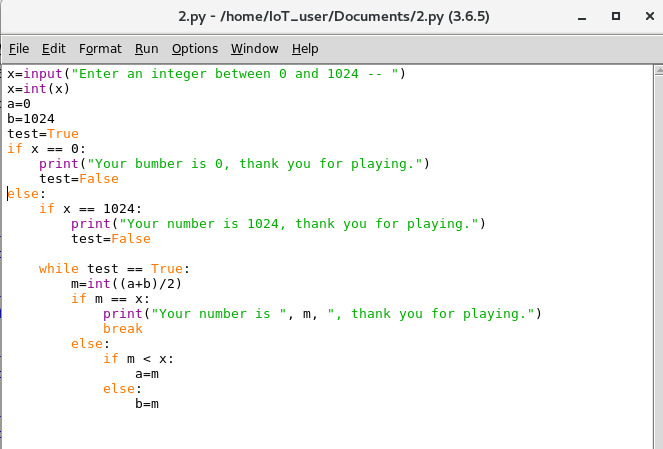 2.py - /home/IoT_user/Documents/2.py (3.6.5)
File Edit Format Run Options Window Help
x=input("Enter an integer between 0 and 1024 -- ")
x=int(x)
a=0
b=1024
test=True
if x == 0:
    print("Your bumber is 0, thank you for playing.")
    test=False
else:
    if x == 1024:
        print("Your number is 1024, thank you for playing.")
        test=False

    while test == True:
        m=int((a+b)/2)
        if m == x:
            print("Your number is ", m, ", thank you for playing.")
            break
        else:
            if m < x:
                a=m
            else:
                b=m